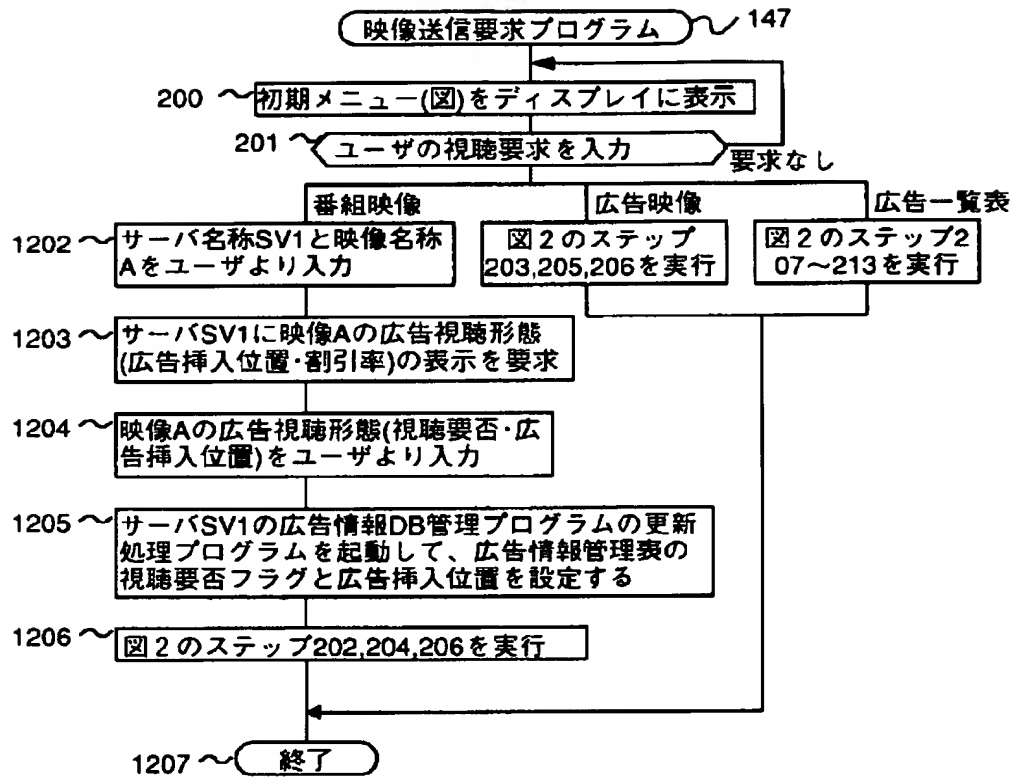 映像送信要求プログラム
147
200
初期メニュー(図)をディスプレイに表示
201
ユーザの視聴要求を入力
要求なし
番組映像
広告映像
広告一覧表
1202
サーバ名称SV1と映像名称
Aをユーザより入力
図2のステップ
203,205,206を実行
図2のステップ2
07～213を実行
1203
サーバSV1に映像Aの広告視聴形態
(広告挿入位置・割引率)の表示を要求
1204
映像Aの広告視聴形態(視聴要否・広
告挿入位置)をユーザより入力
1205
サーバSV1の広告情報DB管理プログラムの更新
処理プログラムを起動して、広告情報管理表の
視聴要否フラグと広告挿入位置を設定する
1206
図2のステップ202,204,206を実行
1207
終了